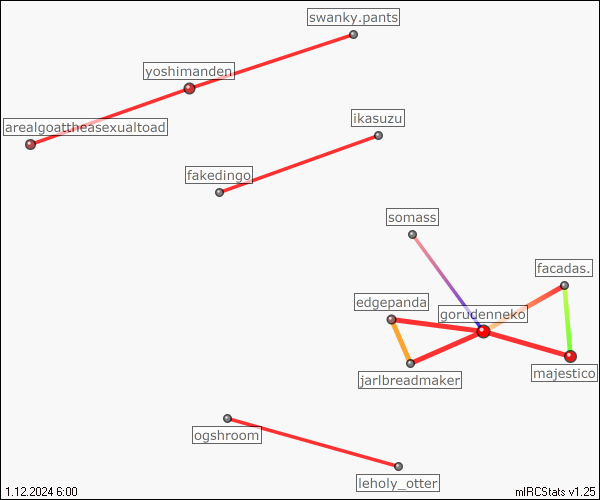 swanky.pants
yoshimanden
arealgoattheasexualtoad
ikasuzu
fakedingo
somass
facadas.
edgepanda
gorudenneko
majestico
jarlbreadmaker
ogshroom
leholy_otter
1.12.2024 6:00
mIRCStats v1.25